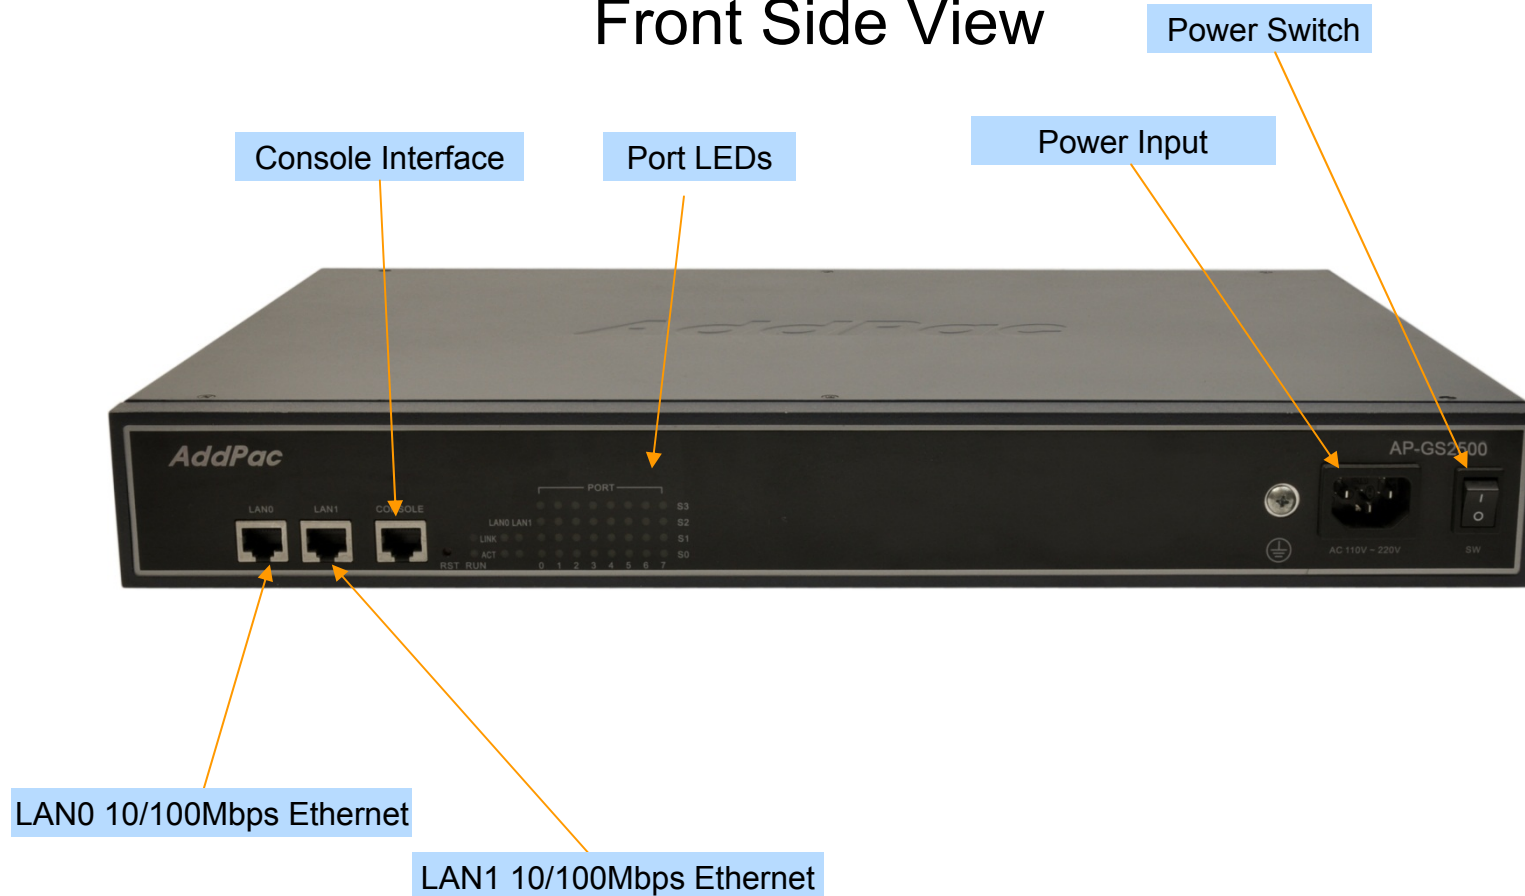 Front Side View
Power Switch
Console Interface
Port LEDs
Power Input
AddPac
AddPac
AP-GS2500
LAN0
LAN1
CONSOLE
PORT
S3
LAN0 LAN1
S2
LINK
S1
ACT
S0
RST RUN
0 1 2 3 4 5 6 7
AC 110V ~ 220V
SW
LAN0 10/100Mbps Ethernet
LAN1 10/100Mbps Ethernet